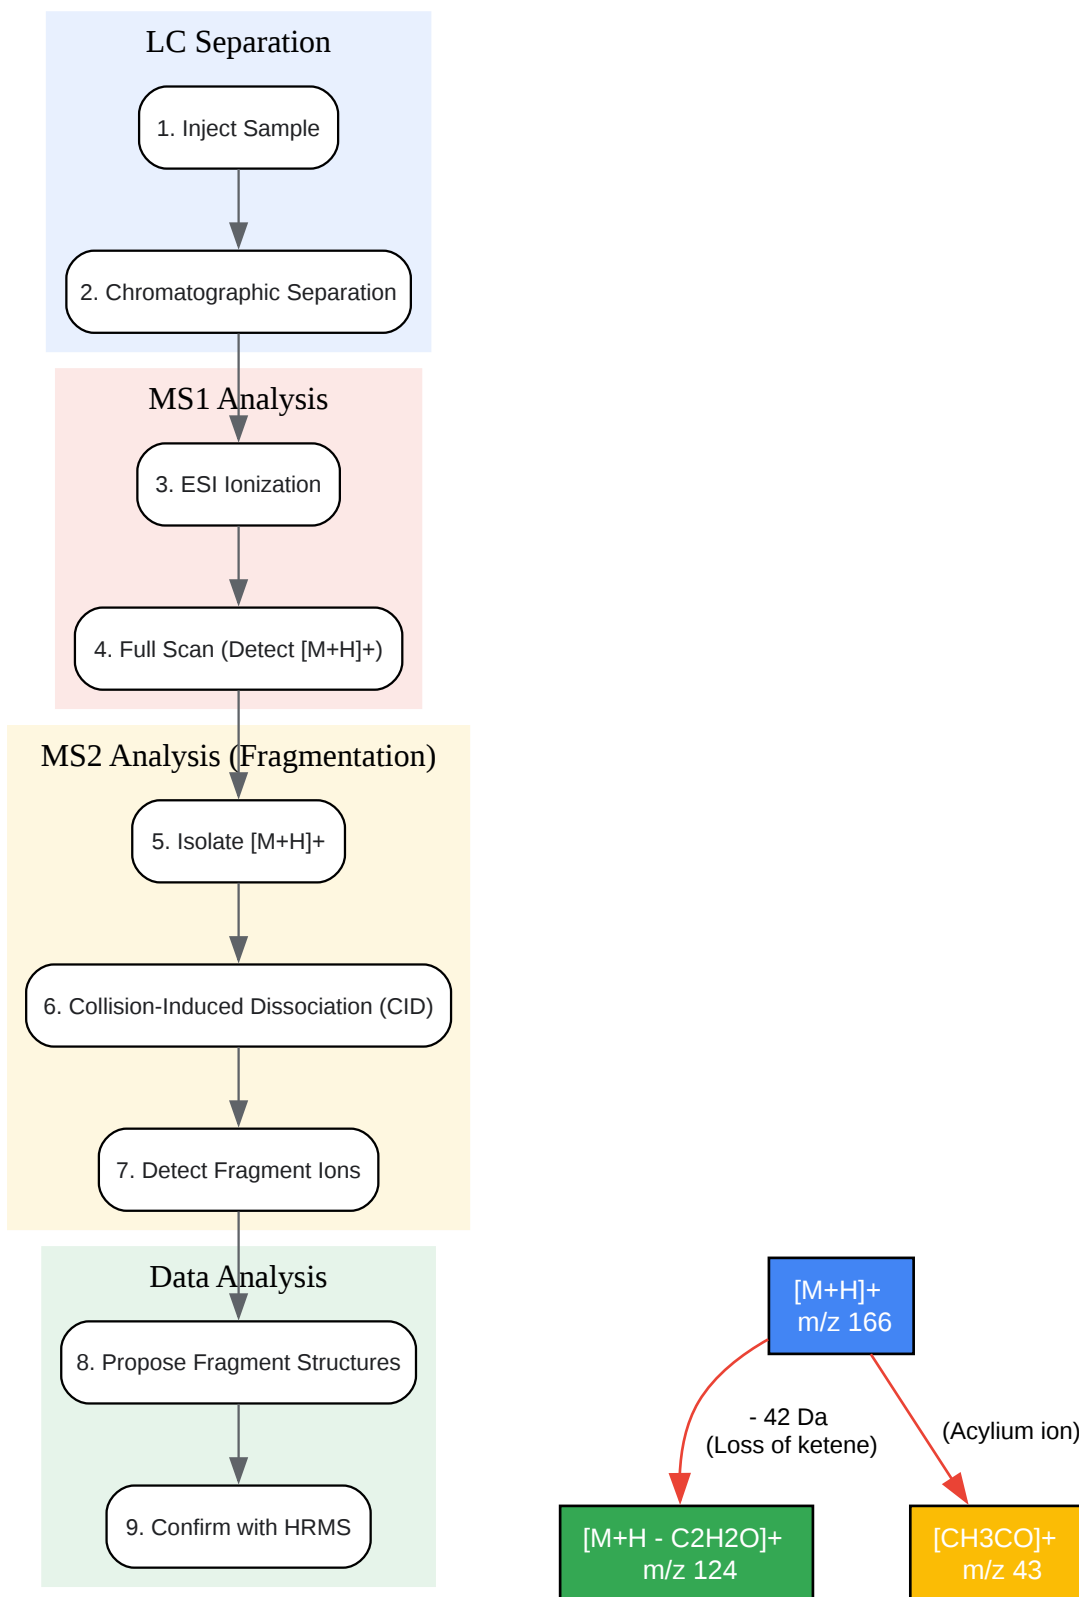 LC Separation
1. Inject Sample
2. Chromatographic Separation
MS1 Analysis
3. ESI Ionization
4. Full Scan (Detect [M+H]+)
MS2 Analysis (Fragmentation)
5. Isolate [M+H]+
6. Collision-Induced Dissociation (CID)
7. Detect Fragment Ions
Data Analysis
8. Propose Fragment Structures
9. Confirm with HRMS
[M+H]+
m/z 166
- 42 Da
(Loss of ketene)
(Acylium ion)
[M+H - C2H2O]+
m/z 124
[CH3CO]+
m/z 43